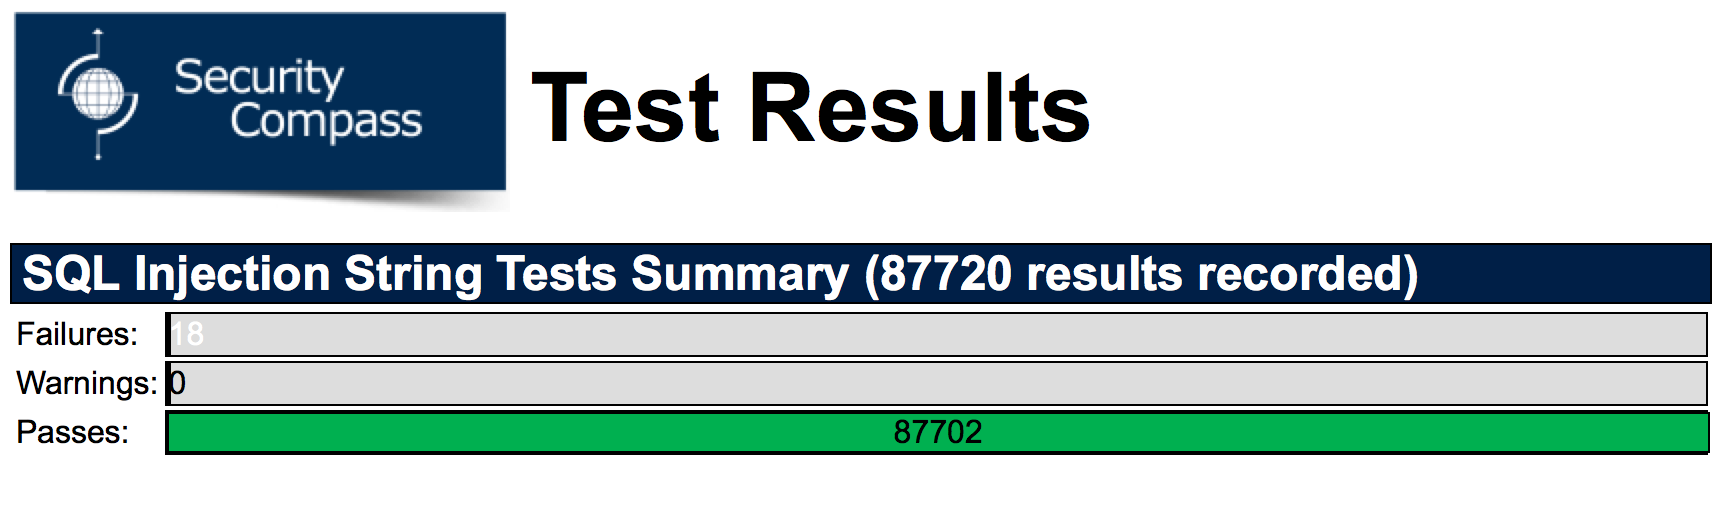 Security
Compass
Test Results
SQL Injection String Tests Summary (87720 results recorded)
Failures: 18
Warnings: 0
Passes: 87702